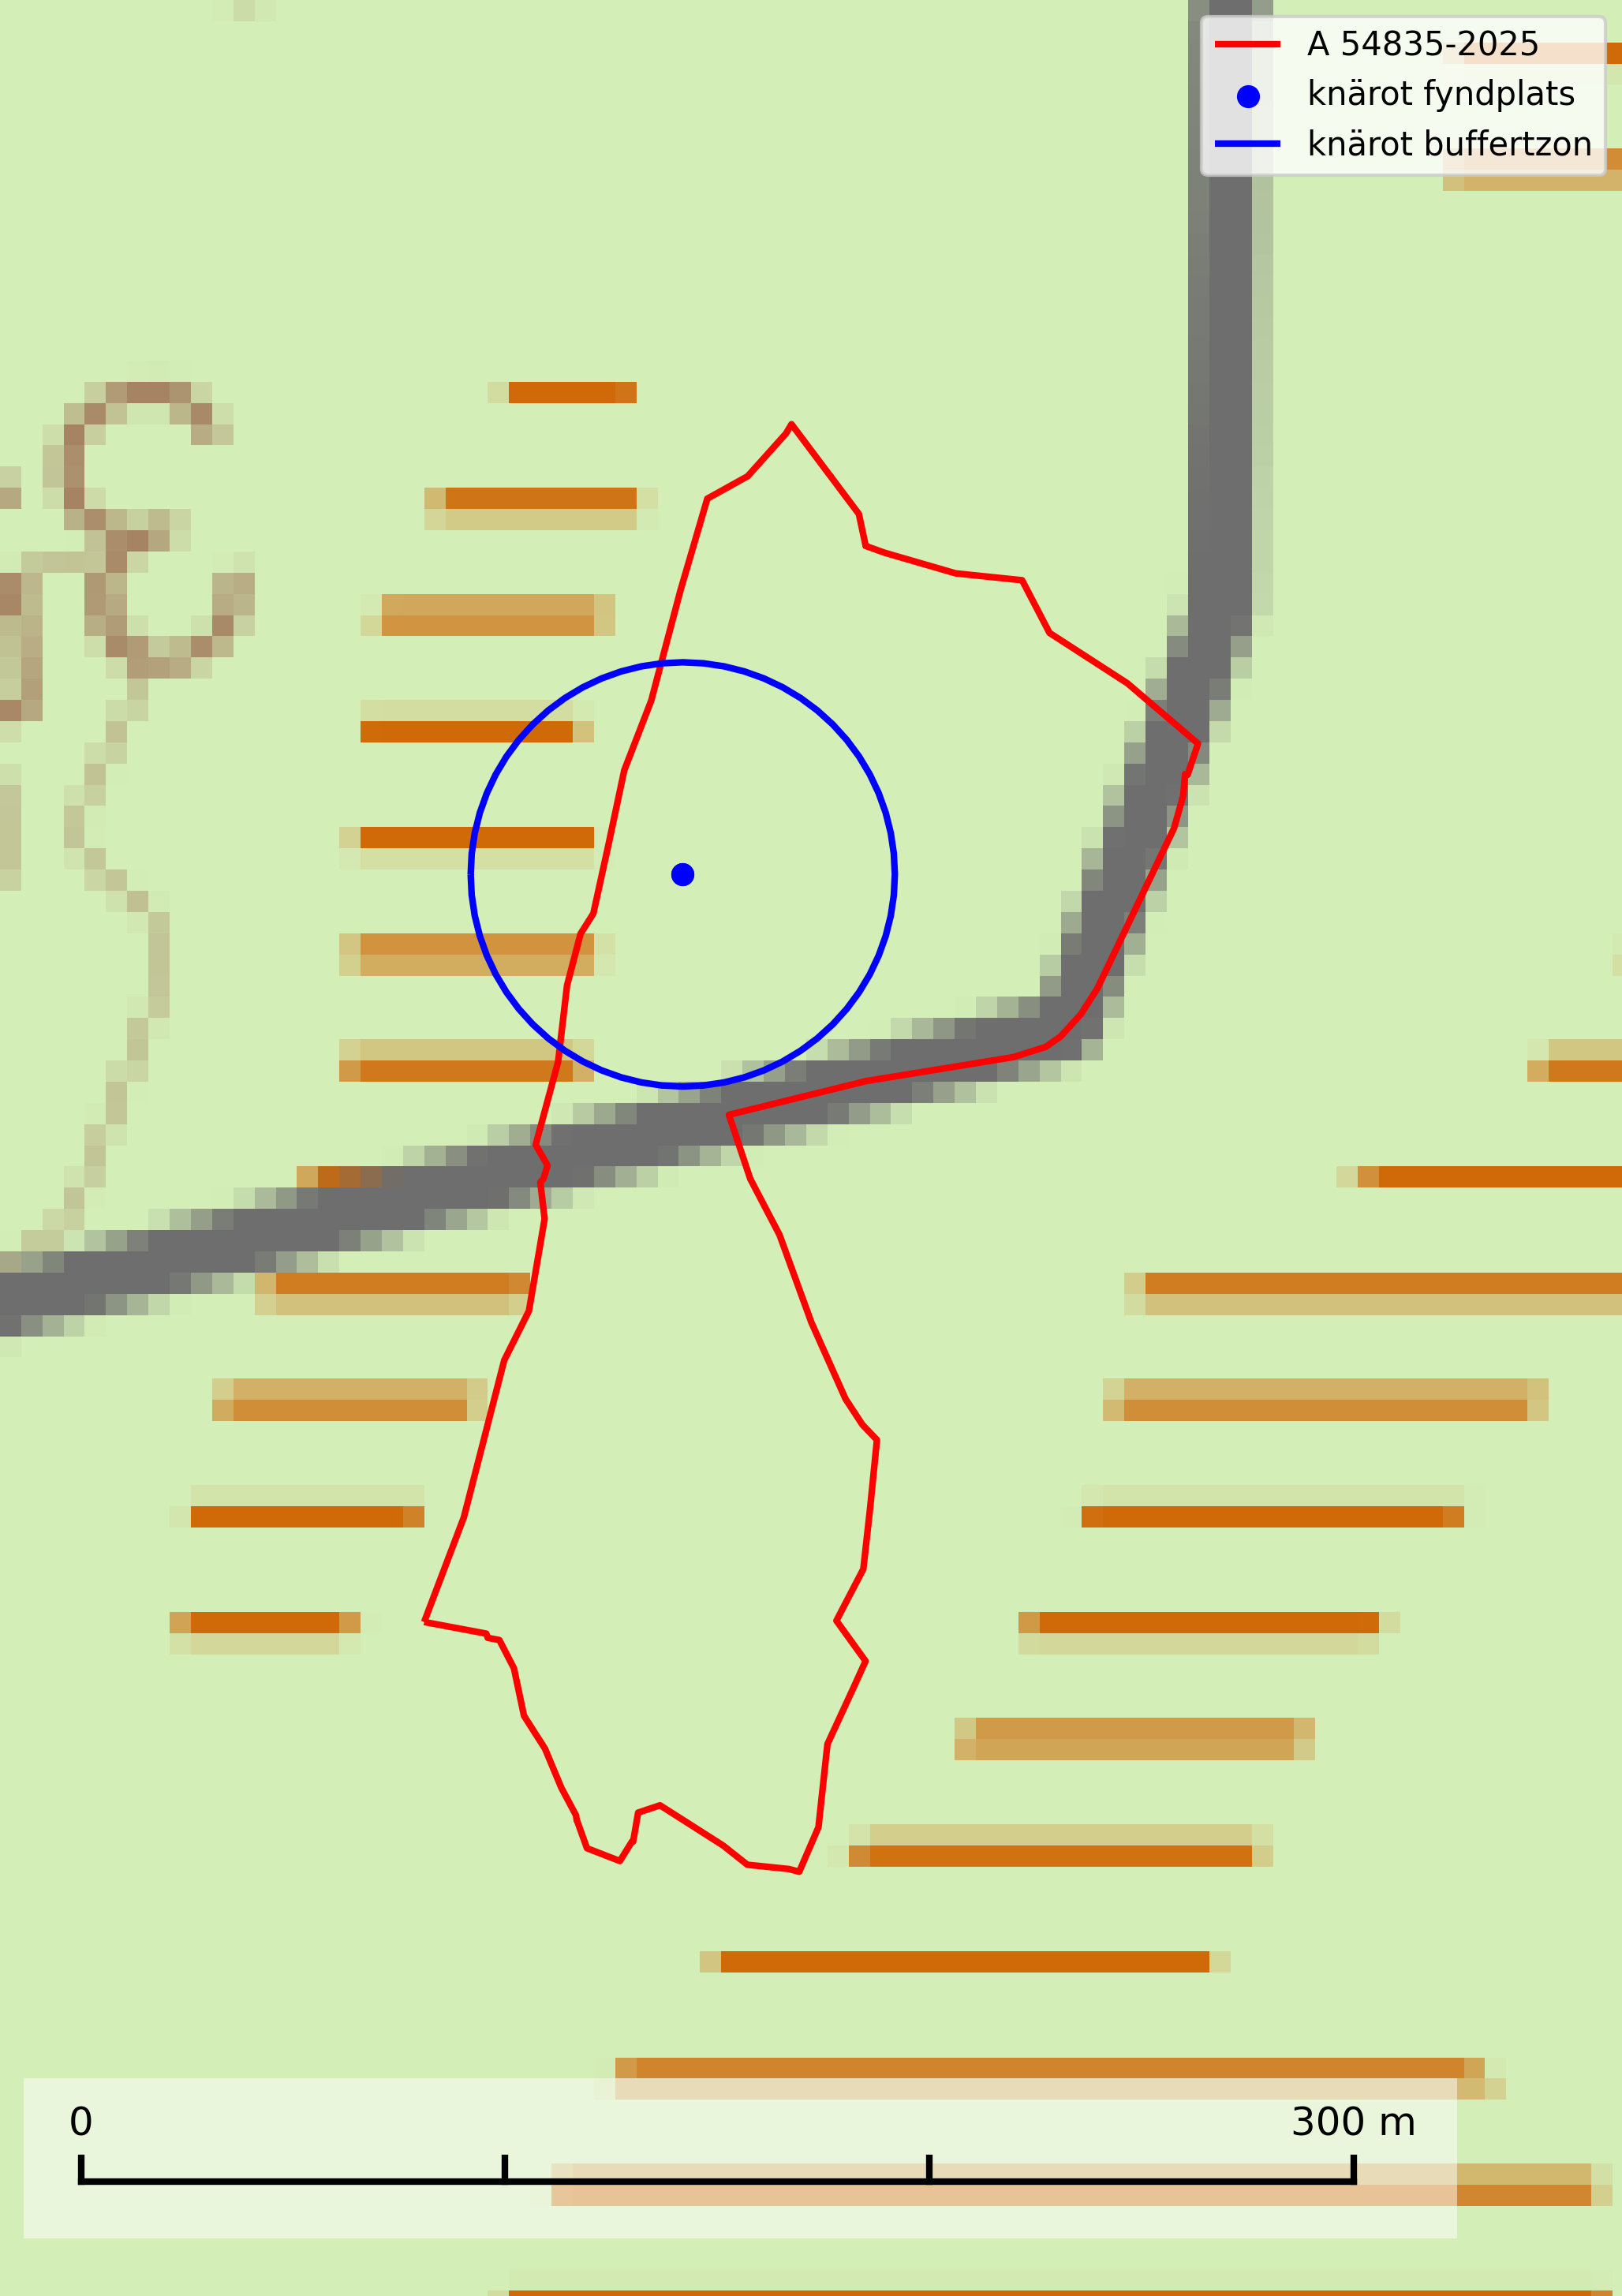 A 54835-2025
knärot fyndplats
knärot buffertzon
0
300 m